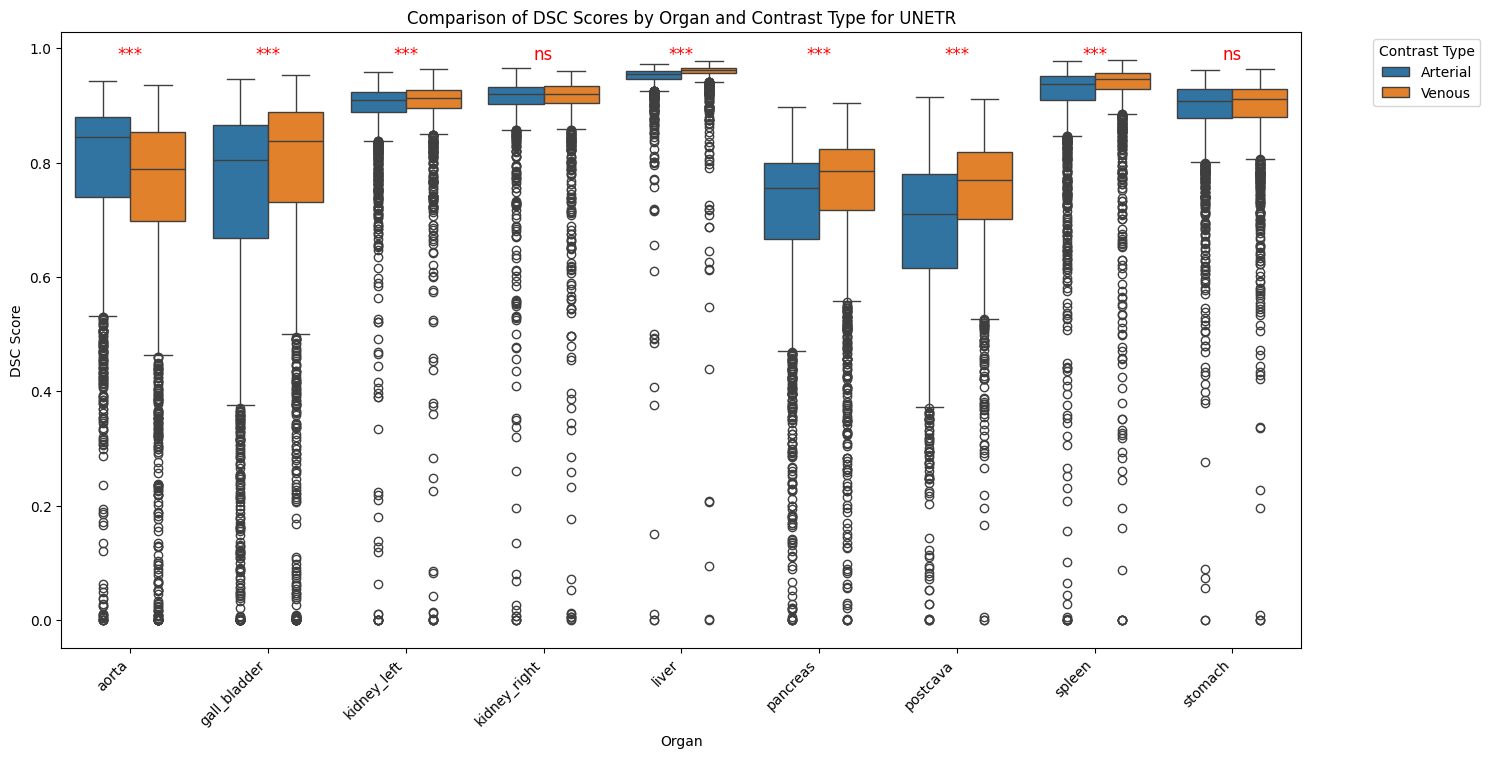 Comparison of DSC Scores by Organ and Contrast Type for UNETR
*** *** *** ns *** *** *** *** ns
Contrast Type
Arterial
Venous
DSC Score
1.0
0.8
0.6
0.4
0.2
0.0
aorta
gall_bladder
kidney_left
kidney_right
liver
pancreas
postcava
spleen
stomach
Organ